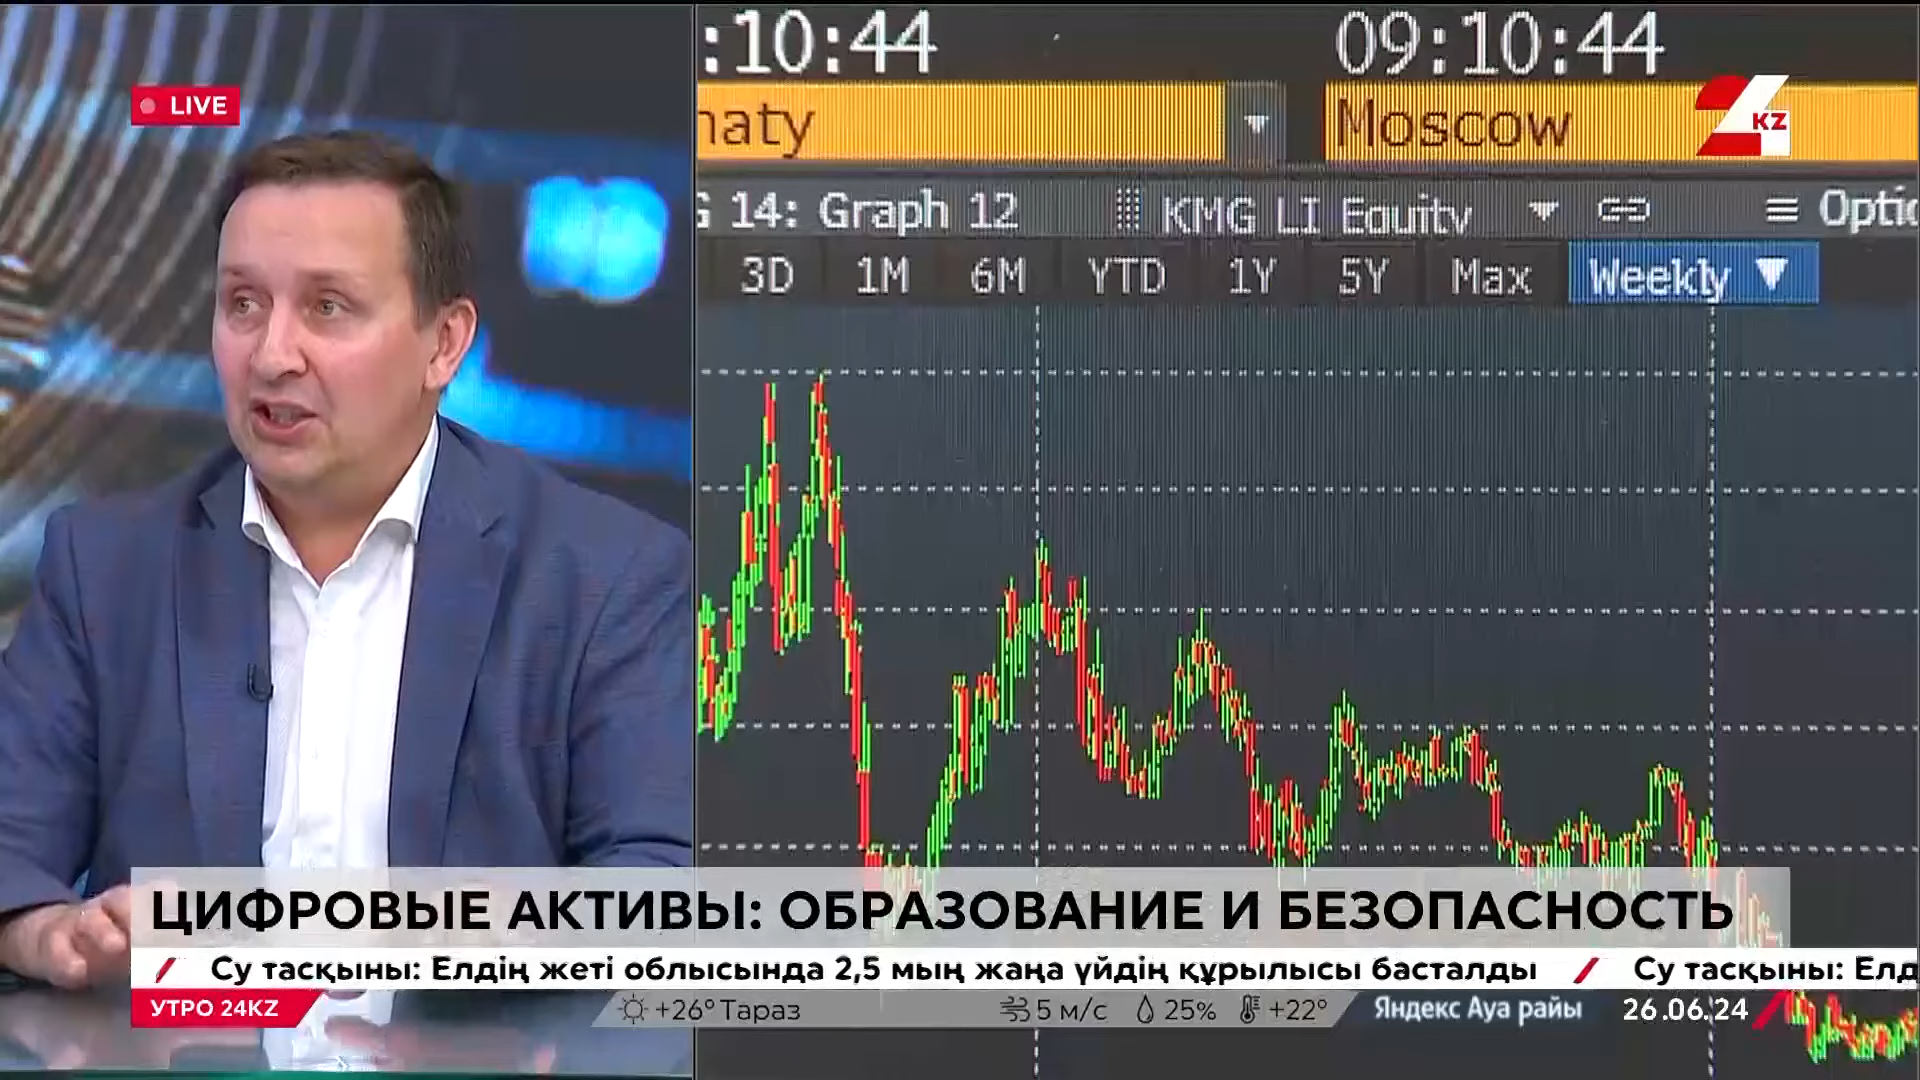 :10:44
09:10:44
LIVE
KZ
naty
Moscow
G 14: Graph 12
KMG LI Equity
Optio
3D 1M 6M YTD 1Y 5Y Max Weekly
ЦИФРОВЫЕ АКТИВЫ: ОБРАЗОВАНИЕ И БЕЗОПАСНОСТЬ
Су тасқыны: Елдің жеті облысында 2,5 мың жаңа үйдің құрылысы басталды
Су тасқыны: Елд
УТРО 24KZ
+26° Тараз
5 м/с
25%
+22°
Яндекс Ауа райы
26.06.24